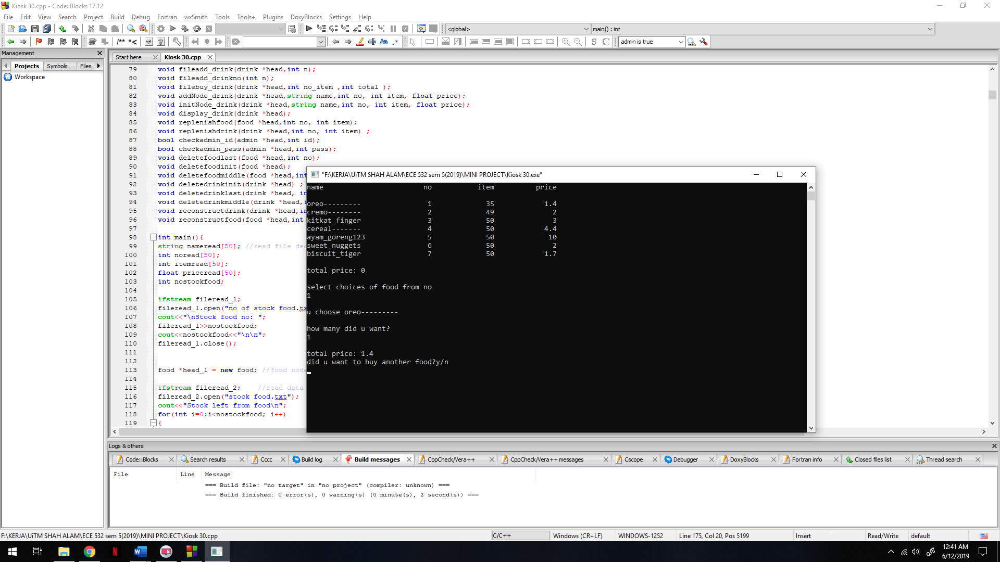 Kiosk 30.cpp - Code::Blocks 17.12
File Edit View Search Project Build Debug Fortran wxSmith Tools Tools+ Plugins DoxyBlocks Settings Help
<global> main() : int
/** *< Aa .* S C admin is true
Management
Start here Kiosk 30.cpp
Projects Symbols Files
Workspace
79 void fileadd_drink(drink *head,int n);
80 void fileadd_drinkno(int n);
81 void filebuy_drink(drink *head,int no_item ,int total );
82 void addNode_drink(drink *head,string name,int no, int item, float price);
83 void initNode_drink(drink *head,string name,int no, int item, float price);
84 void display_drink(drink *head);
85 void replenishfood(food *head,int no, int item);
86 void replenishdrink(drink *head,int no, int item) ;
87 bool checkadmin_id(admin *head,int id);
88 bool checkadmin_pass(admin *head,int pass);
89 void deletefoodlast(food *head,int no);
90 void deletefoodinit(food *head);
91 void deletefoodmiddle(food *head,int
92 void deletedrinkinit(drink *head) ;
93 void deletedrinklast(drink *head, in
94 void deletedrinkmiddle(drink *head,i
95 void reconstructdrink(drink *head,in
96 void reconstructfood(food *head,int
97
98 int main(){
99 string nameread[50]; //read file dec
100 int noread[50];
101 int itemread[50];
102 float priceread[50];
103 int nostockfood;
104
105 ifstream fileread_1;
106 fileread_1.open("no of stock food.tx
107 cout<<"\nStock food no: ";
108 fileread_1>>nostockfood;
109 cout<<nostockfood<<"\n\n";
110 fileread_1.close();
111
112
113 food *head_1 = new food; //food node
114
115 ifstream fileread_2; //read data
116 fileread_2.open("stock food.txt");
117 cout<<"Stock left from food\n";
118 for(int i=0;i<nostockfood; i++)
119 {
"F:\KERJA\UiTM SHAH ALAM\ECE 532 sem 5(2019)\MINI PROJECT\Kiosk 30.exe"
name no item price
oreo--------- 1 35 1.4
cremo-------- 2 49 2
kitkat_finger 3 50 3
cereal------- 4 50 4.4
ayam_goreng123 5 50 10
sweet_nuggets 6 50 2
biscuit_tiger 7 50 1.7
total price: 0
select choices of food from no
1
u choose oreo---------
how many did u want?
1
total price: 1.4
did u want to buy another food?y/n
Logs & others
Code::Blocks Search results Cccc Build log Build messages CppCheck/Vera++ CppCheck/Vera++ messages Cscope Debugger DoxyBlocks Fortran info Closed files list Thread search
File Line Message
=== Build file: "no target" in "no project" (compiler: unknown) ===
=== Build finished: 0 error(s), 0 warning(s) (0 minute(s), 2 second(s)) ===
F:\KERJA\UiTM SHAH ALAM\ECE 532 sem 5(2019)\MINI PROJECT\Kiosk 30.cpp C/C++ Windows (CR+LF) WINDOWS-1252 Line 175, Col 20, Pos 5199 Insert Read/Write default
12:41 AM
6/12/2019